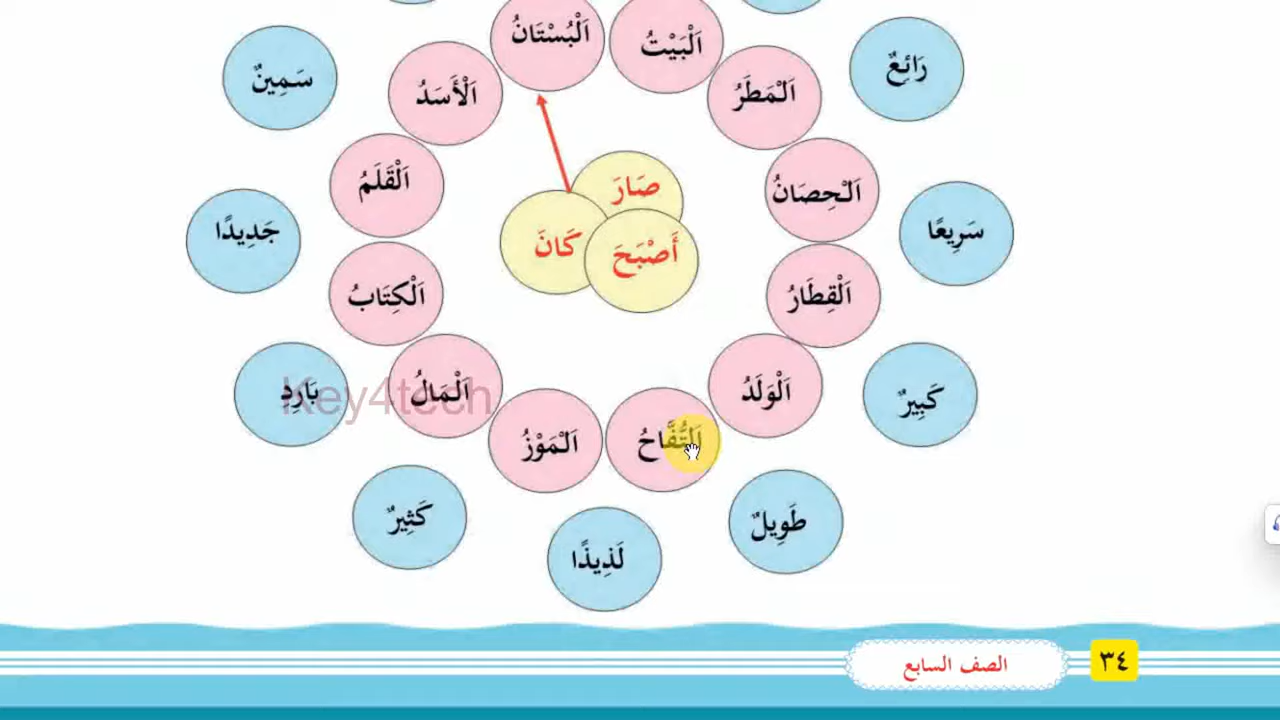 اَلْبُسْتَانُ
اَلْبَيْتُ
رَائِعٌ
سَمِينٌ
اَلْأَسَدُ
اَلْمَطَرُ
اَلْقَلَمُ
صَارَ
اَلْحِصَانُ
جَدِيدًا
كَانَ
أَصْبَحَ
سَرِيعًا
اَلْكِتَابُ
اَلْقِطَارُ
بَارِدٍ
اَلْمَالُ
اَلْوَلَدُ
كَبِيرٌ
Key4tech
اَلْمَوْزُ
اَلتُّفَّاحُ
كَثِيرٌ
طَوِيلٌ
لَذِيذًا
الصف السابع
٣٤